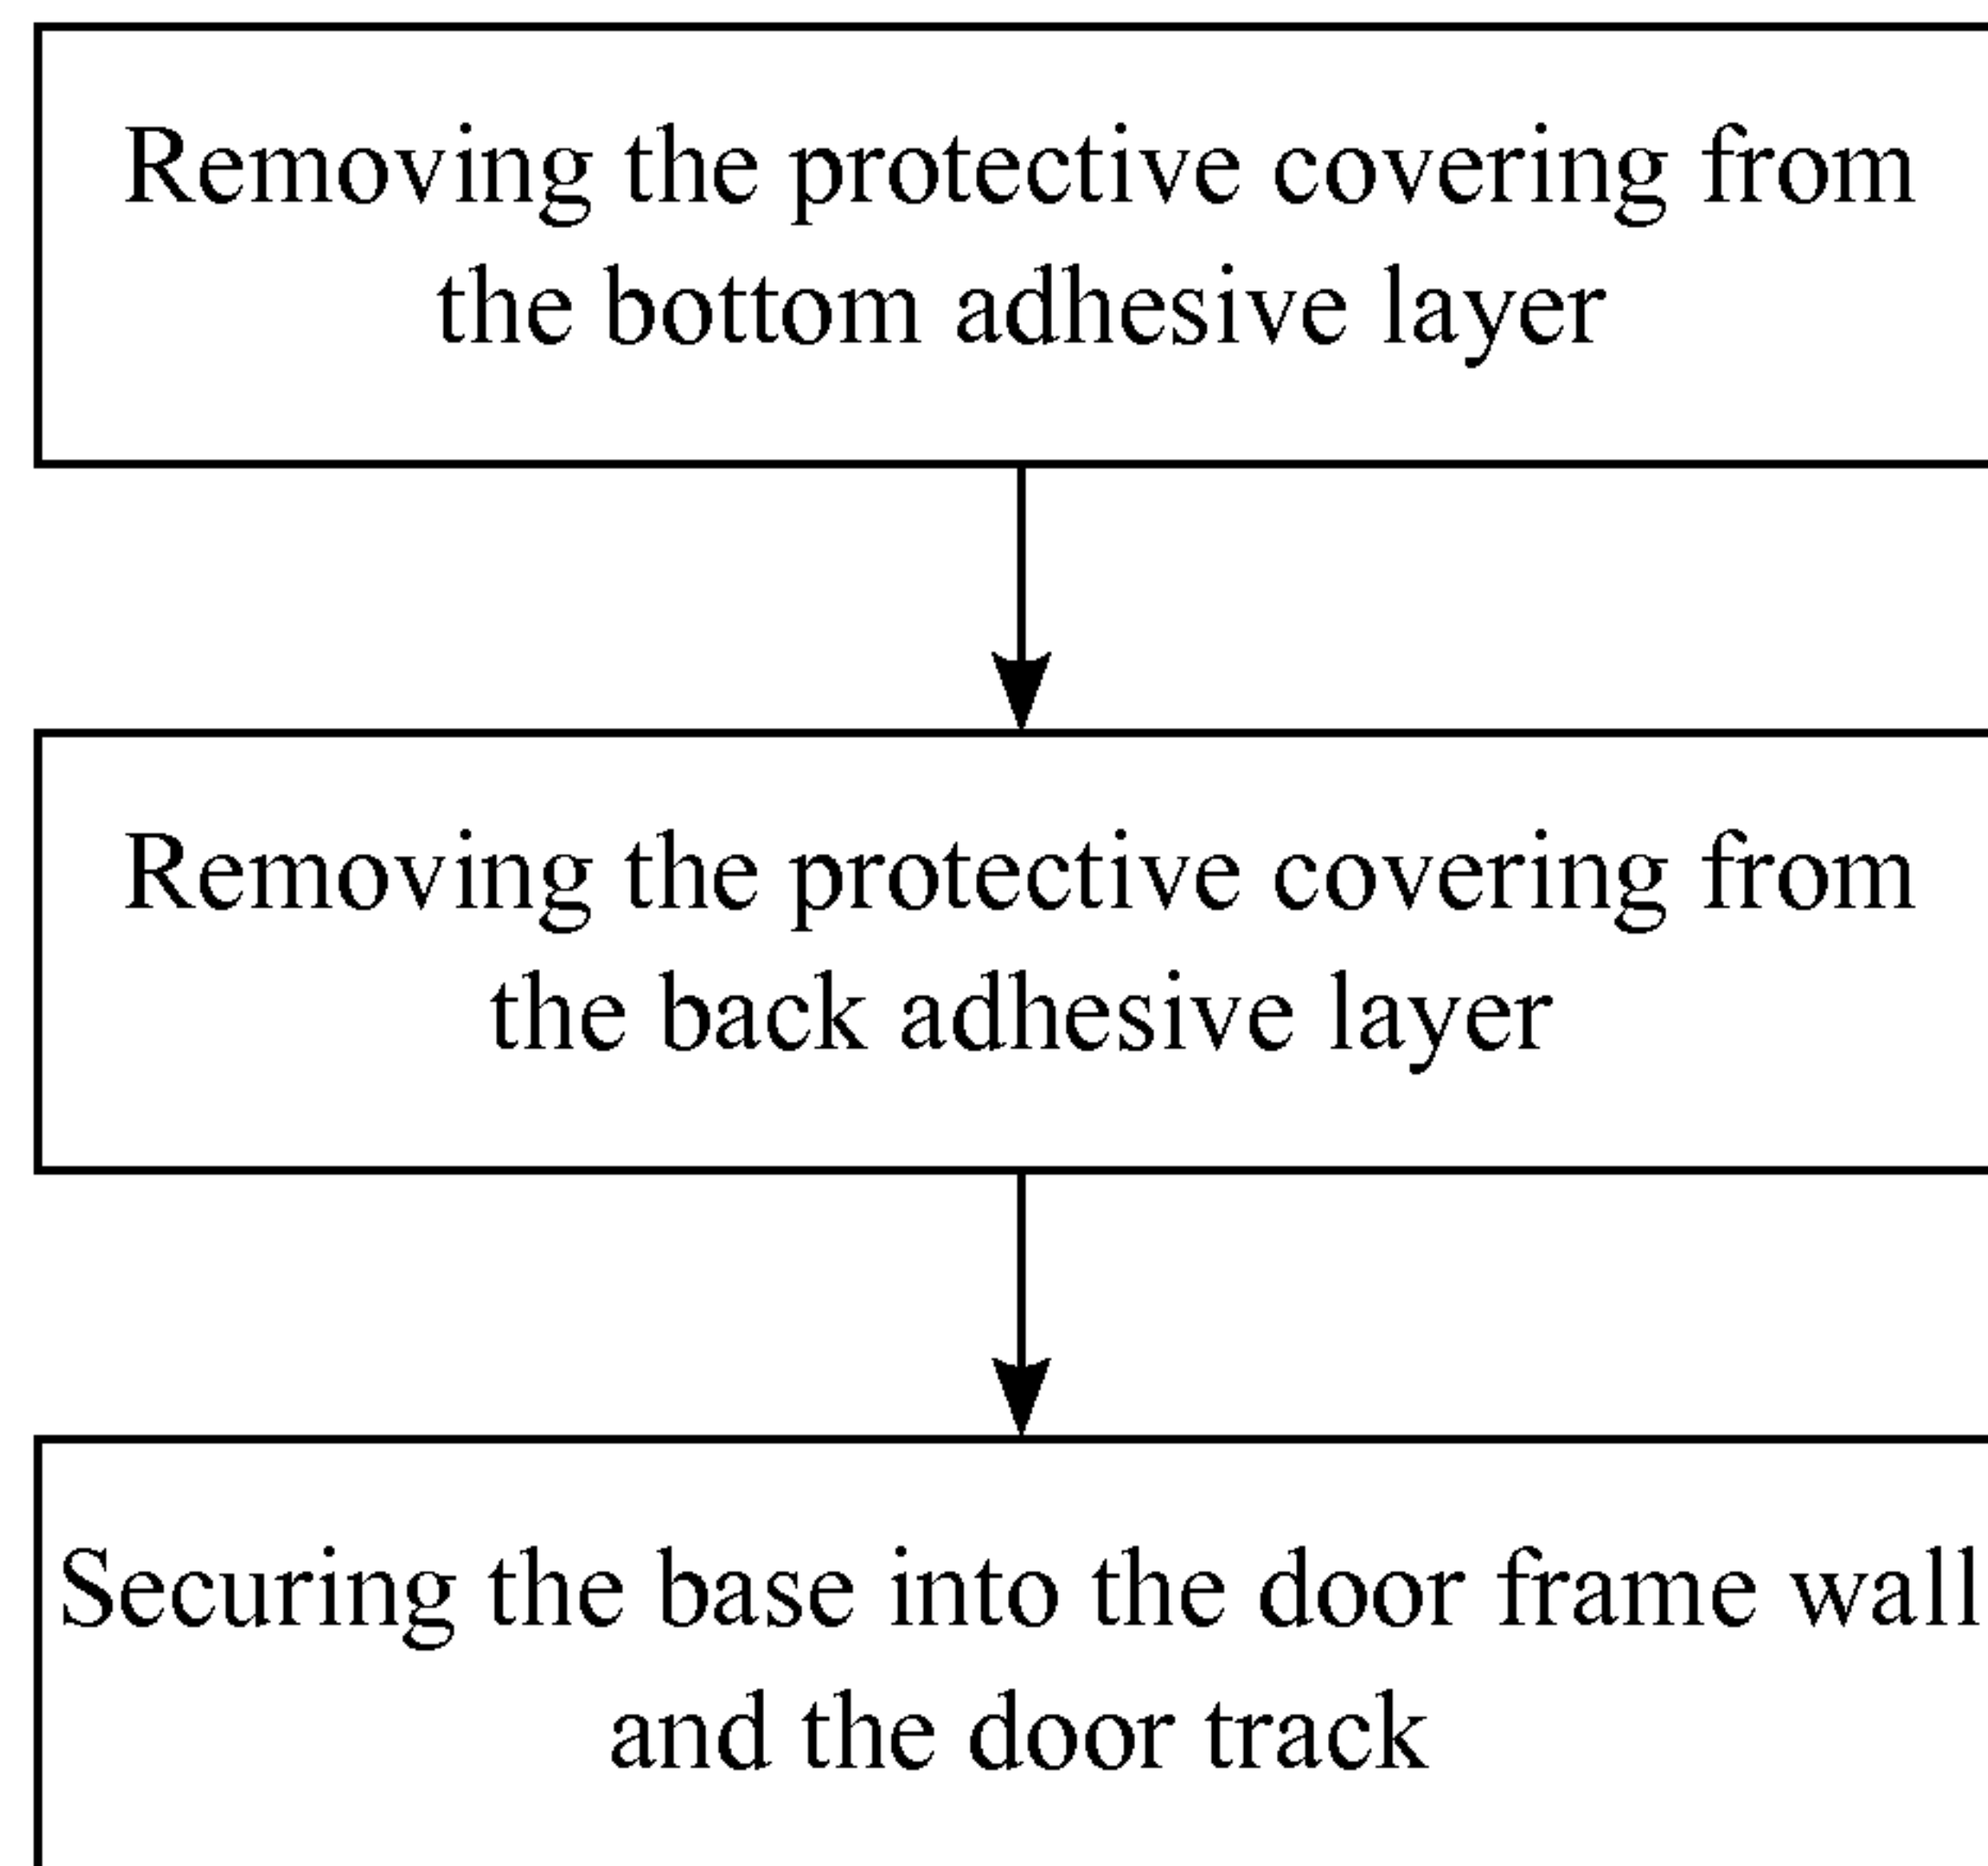 Removing the protective covering from
the bottom adhesive layer
Removing the protective covering from
the back adhesive layer
Securing the base into the door frame wall
and the door track